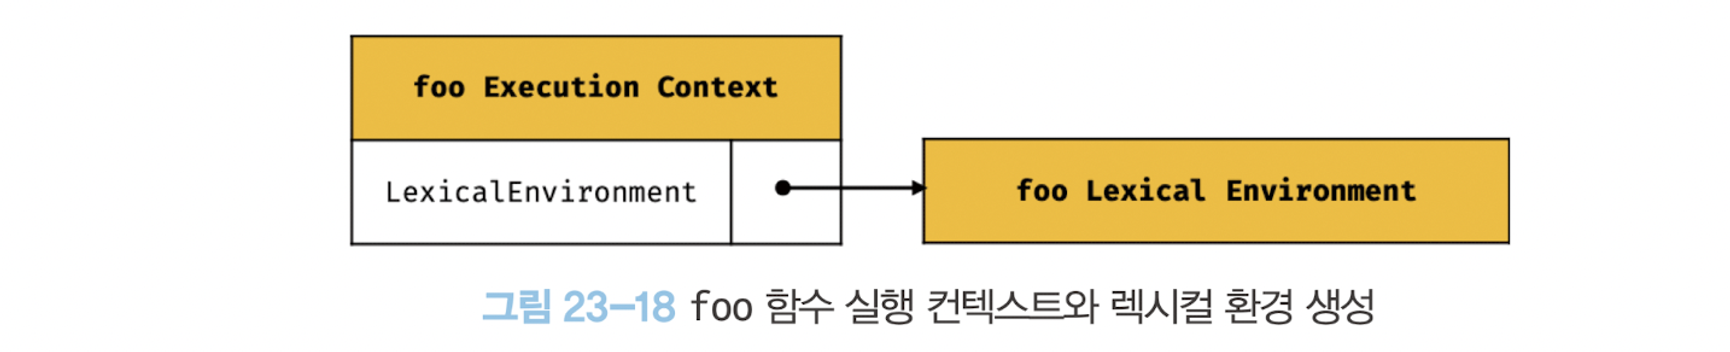 foo Execution Context
LexicalEnvironment
foo Lexical Environment
그림 23-18 foo 함수 실행 컨텍스트와 렉시컬 환경 생성